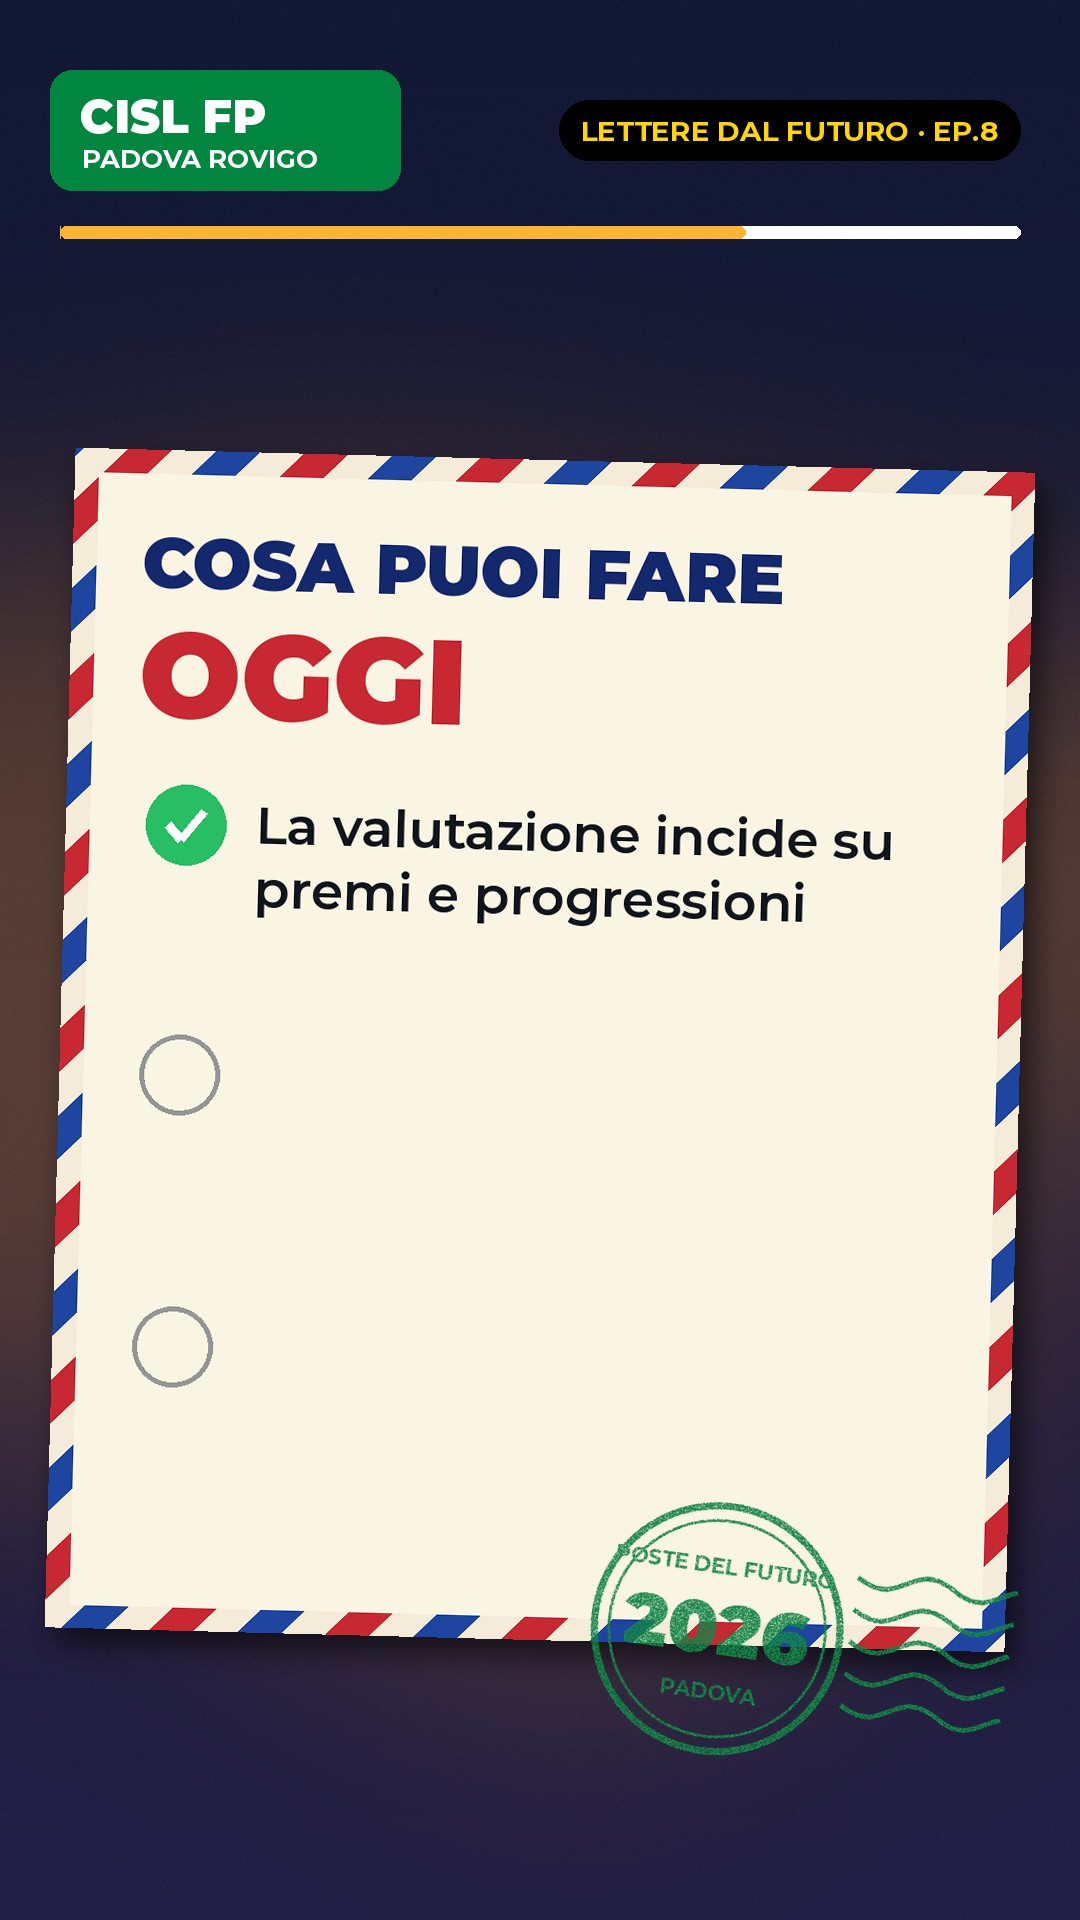 CISL FP
PADOVA ROVIGO
LETTERE DAL FUTURO · EP.8
COSA PUOI FARE
OGGI
La valutazione incide su
premi e progressioni
POSTE DEL FUTURO
2026
PADOVA